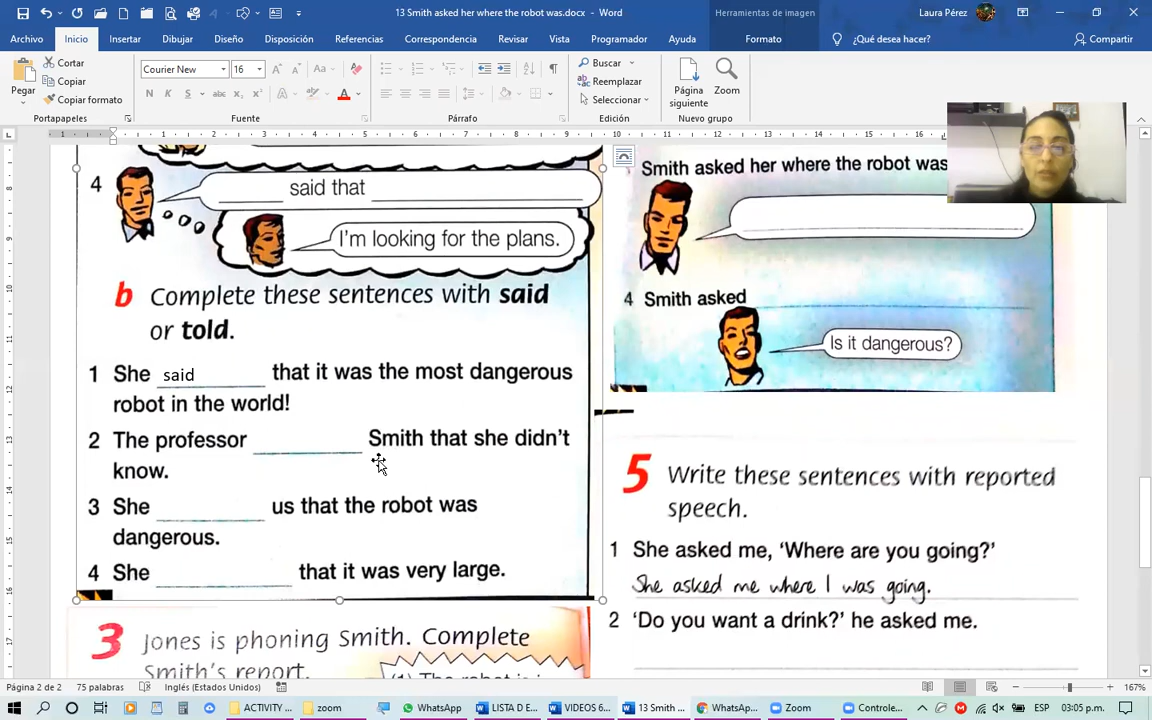 13 Smith asked her where the robot was.docx - Word
Herramientas de imagen
Laura Pérez
Archivo Inicio Insertar Dibujar Diseño Disposición Referencias Correspondencia Revisar Vista Programador Ayuda Formato ¿Qué desea hacer? Compartir
Pegar
Cortar
Copiar
Copiar formato
Portapapeles
Courier New 16
Fuente
Párrafo
Buscar
Reemplazar
Seleccionar
Edición
Página siguiente
Zoom
Nuevo grupo
4 ______ said that ______
I'm looking for the plans.
b Complete these sentences with said
or told.
1 She said that it was the most dangerous
robot in the world!
2 The professor ______ Smith that she didn't
know.
3 She ______ us that the robot was
dangerous.
4 She ______ that it was very large.
3 Jones is phoning Smith. Complete
Smith's report.
Smith asked her where the robot was
4 Smith asked
Is it dangerous?
5 Write these sentences with reported
speech.
1 She asked me, 'Where are you going?'
She asked me where I was going.
2 'Do you want a drink?' he asked me.
Página 2 de 2 75 palabras Inglés (Estados Unidos) 167%
ACTIVITY ... zoom WhatsApp LISTA D E... VIDEOS 6... 13 Smith ... WhatsAp... Zoom Controle... ESP 03:05 p.m.